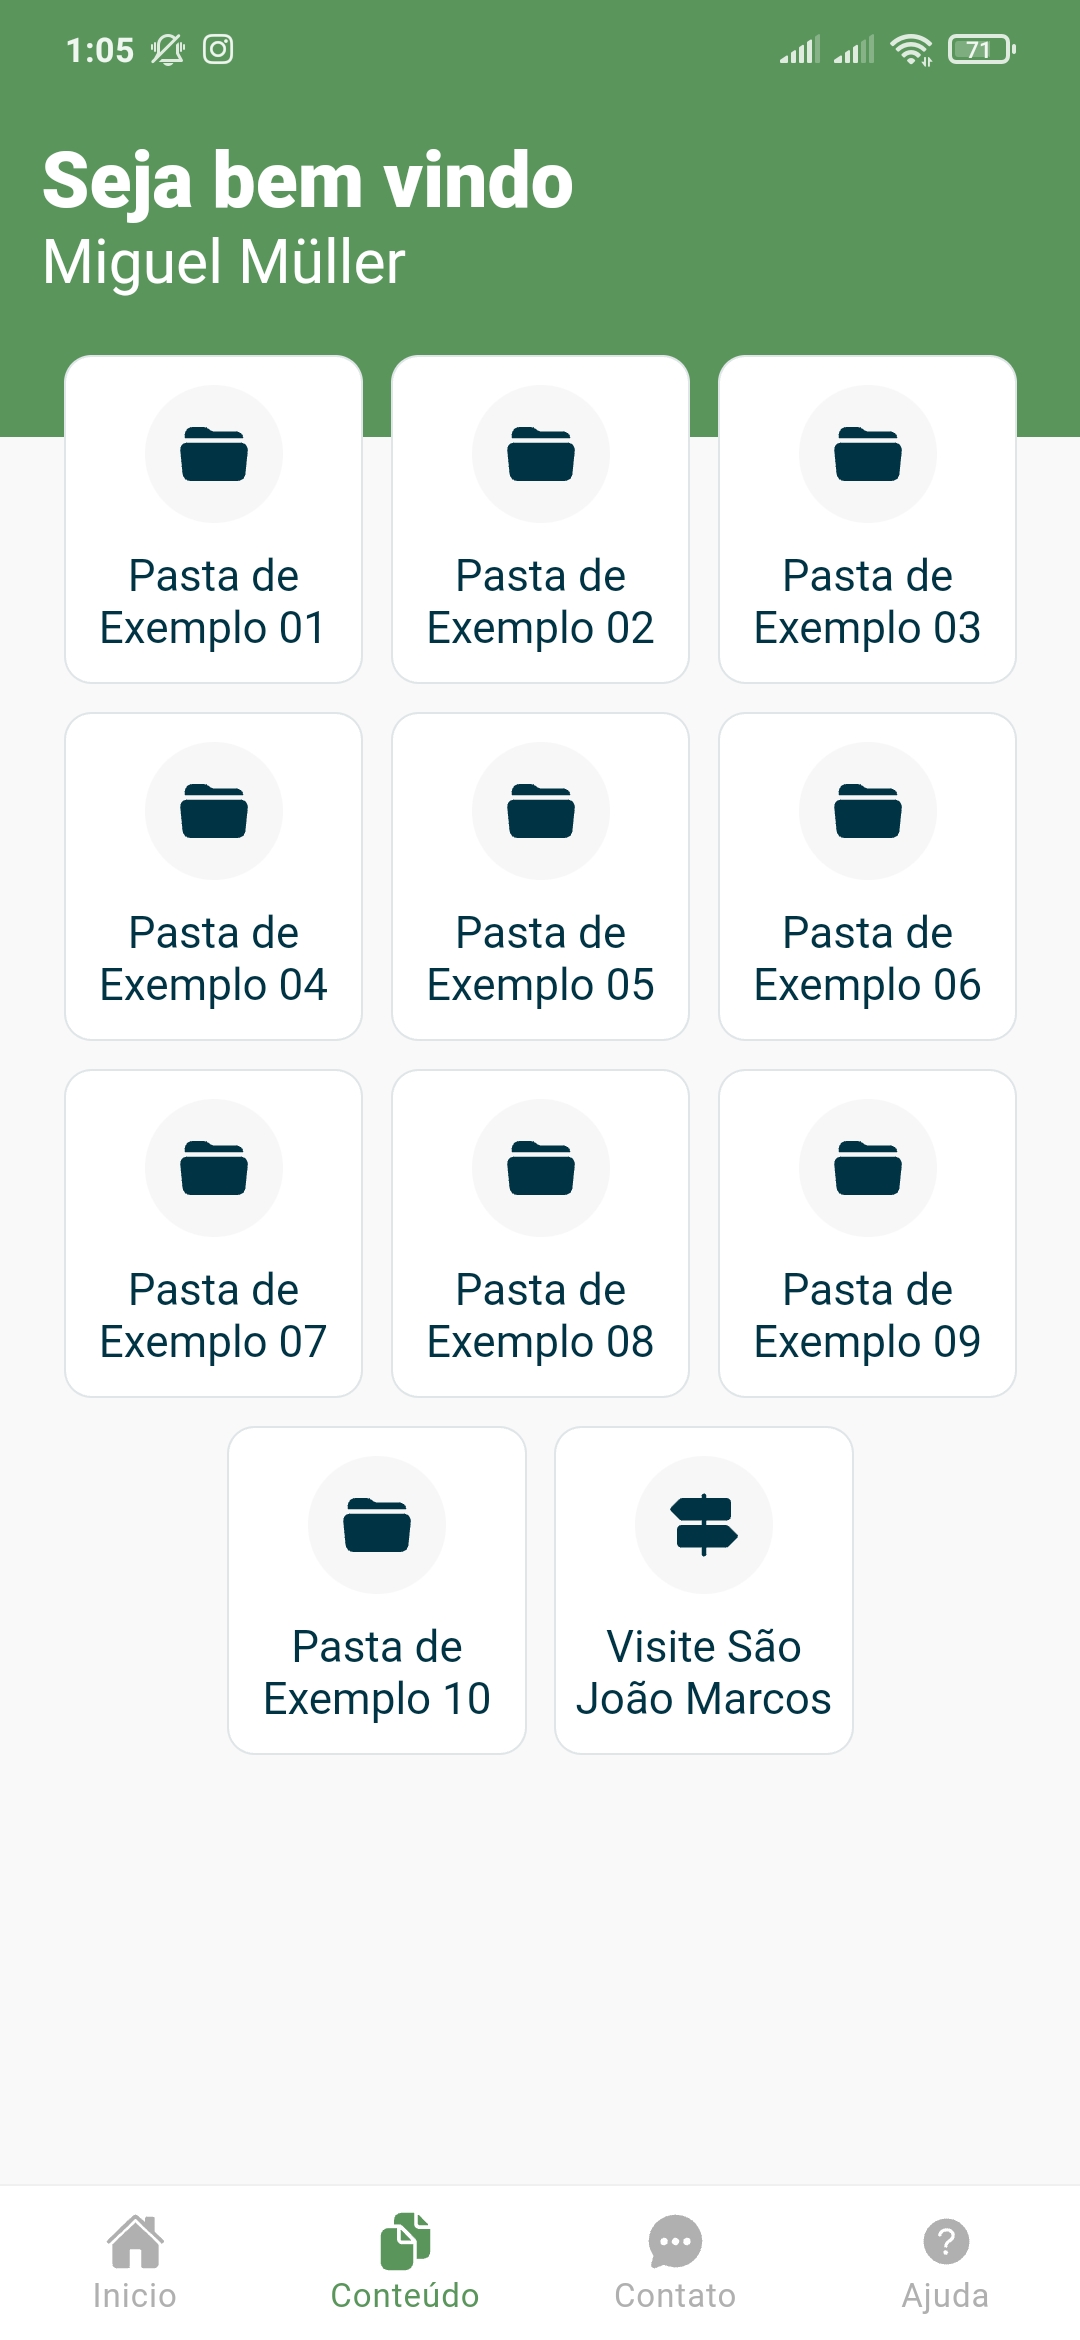 1:05
71
Seja bem vindo
Miguel Müller
Pasta de
Exemplo 01
Pasta de
Exemplo 02
Pasta de
Exemplo 03
Pasta de
Exemplo 04
Pasta de
Exemplo 05
Pasta de
Exemplo 06
Pasta de
Exemplo 07
Pasta de
Exemplo 08
Pasta de
Exemplo 09
Pasta de
Exemplo 10
Visite São
João Marcos
Inicio
Conteúdo
Contato
Ajuda